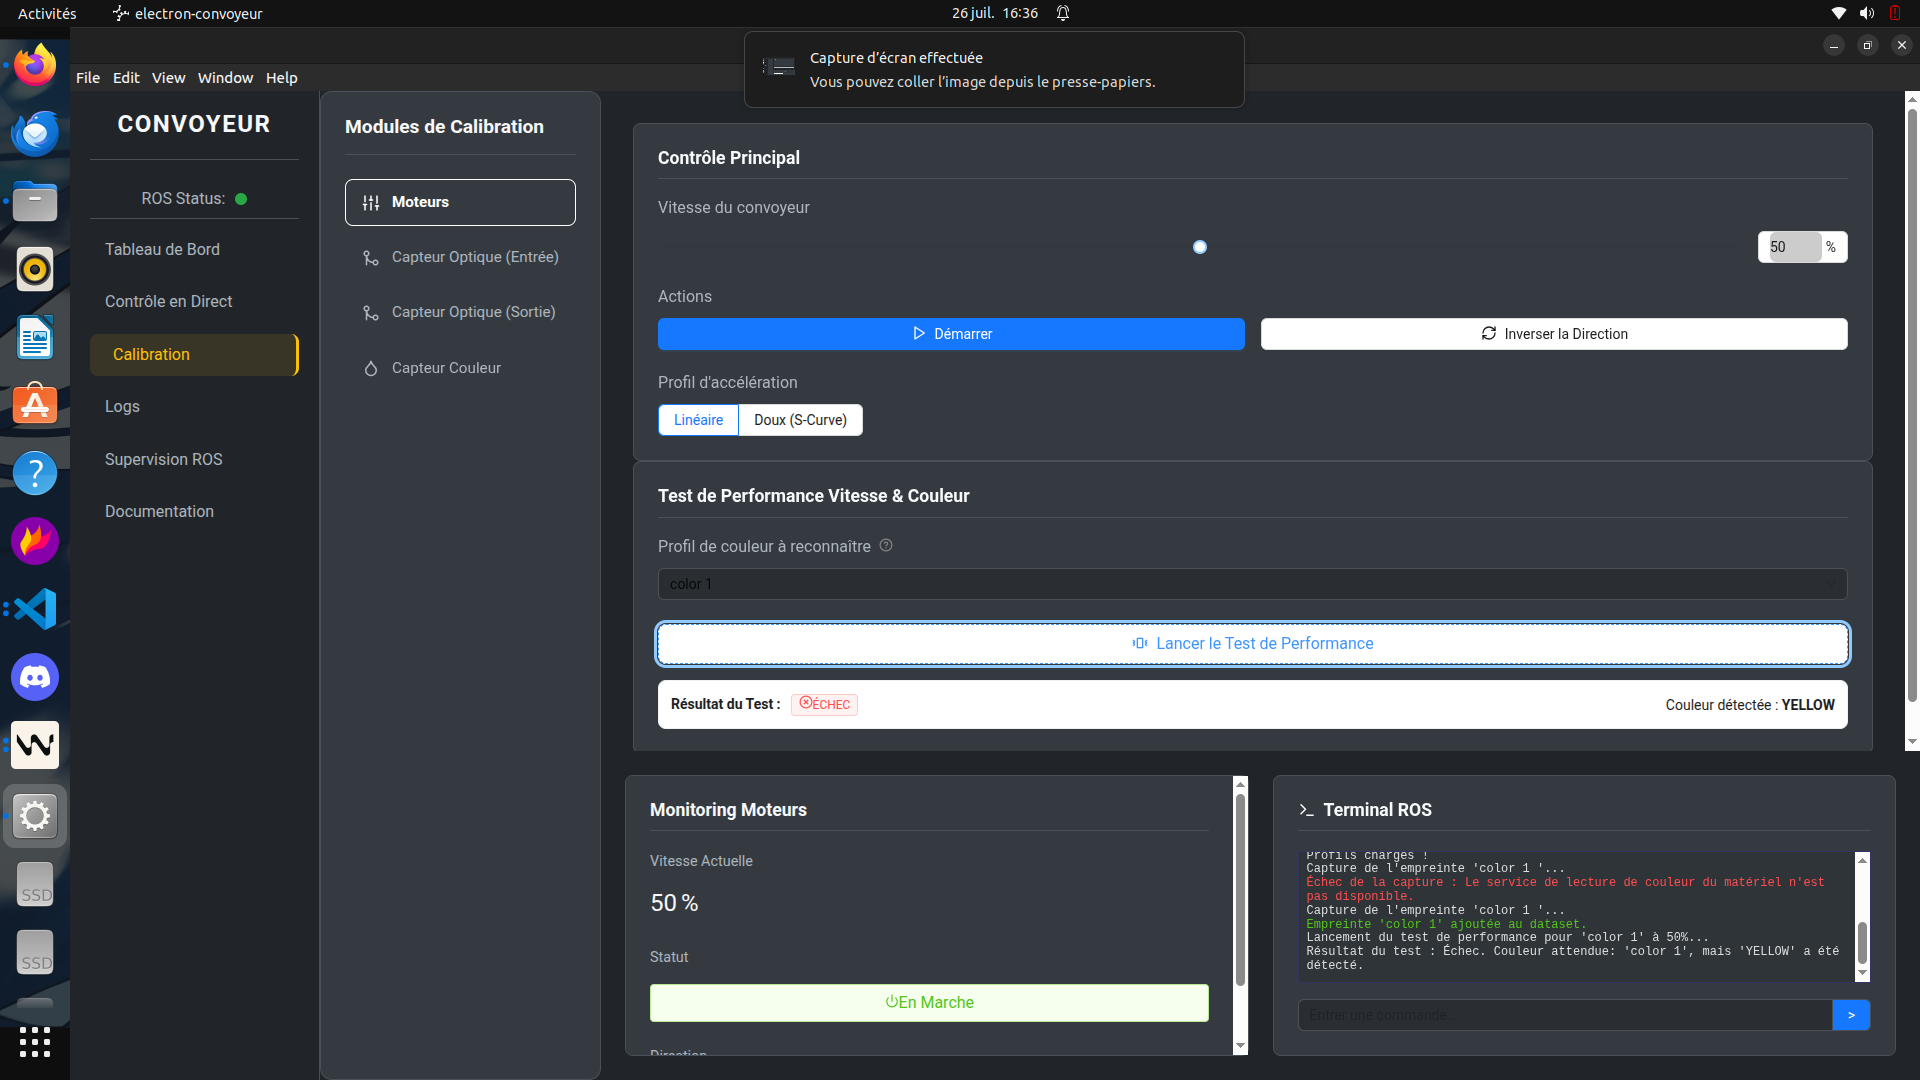 Activités
electron-convoyeur
26 juil. 16:36
Capture d'écran effectuée
Vous pouvez coller l'image depuis le presse-papiers.
File Edit View Window Help
CONVOYEUR
ROS Status:
Tableau de Bord
Contrôle en Direct
Calibration
Logs
Supervision ROS
Documentation
Modules de Calibration
Moteurs
Capteur Optique (Entrée)
Capteur Optique (Sortie)
Capteur Couleur
Contrôle Principal
Vitesse du convoyeur
50 %
Actions
Démarrer
Inverser la Direction
Profil d'accélération
Linéaire
Doux (S-Curve)
Test de Performance Vitesse & Couleur
Profil de couleur à reconnaître
color 1
Lancer le Test de Performance
Résultat du Test : ÉCHEC
Couleur détectée : YELLOW
Monitoring Moteurs
Vitesse Actuelle
50 %
Statut
En Marche
Direction
Terminal ROS
Profils chargés !
Capture de l'empreinte 'color 1 '...
Échec de la capture : Le service de lecture de couleur du matériel n'est
pas disponible.
Capture de l'empreinte 'color 1 '...
Empreinte 'color 1' ajoutée au dataset.
Lancement du test de performance pour 'color 1' à 50%...
Résultat du test : Échec. Couleur attendue: 'color 1', mais 'YELLOW' a été
détecté.
Entrer une commande...
>
SSD
SSD